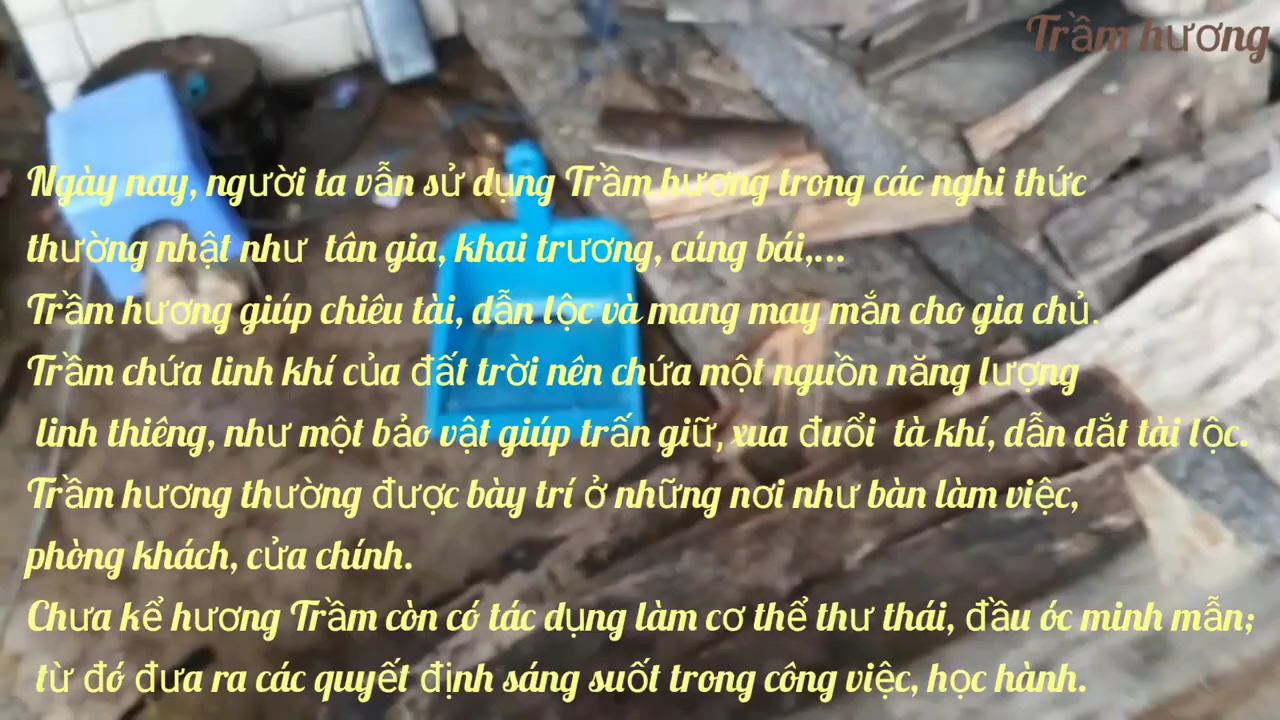 Trầm hương
Ngày nay, người ta vẫn sử dụng Trầm hương trong các nghi thức
thường nhật như tân gia, khai trương, cúng bái,...
Trầm hương giúp chiêu tài, dẫn lộc và mang may mắn cho gia chủ.
Trầm chứa linh khí của đất trời nên chứa một nguồn năng lượng
linh thiêng, như một bảo vật giúp trấn giữ, xua đuổi tà khí, dẫn dắt tài lộc.
Trầm hương thường được bày trí ở những nơi như bàn làm việc,
phòng khách, cửa chính.
Chưa kể hương Trầm còn có tác dụng làm cơ thể thư thái, đầu óc minh mẫn;
từ đó đưa ra các quyết định sáng suốt trong công việc, học hành.